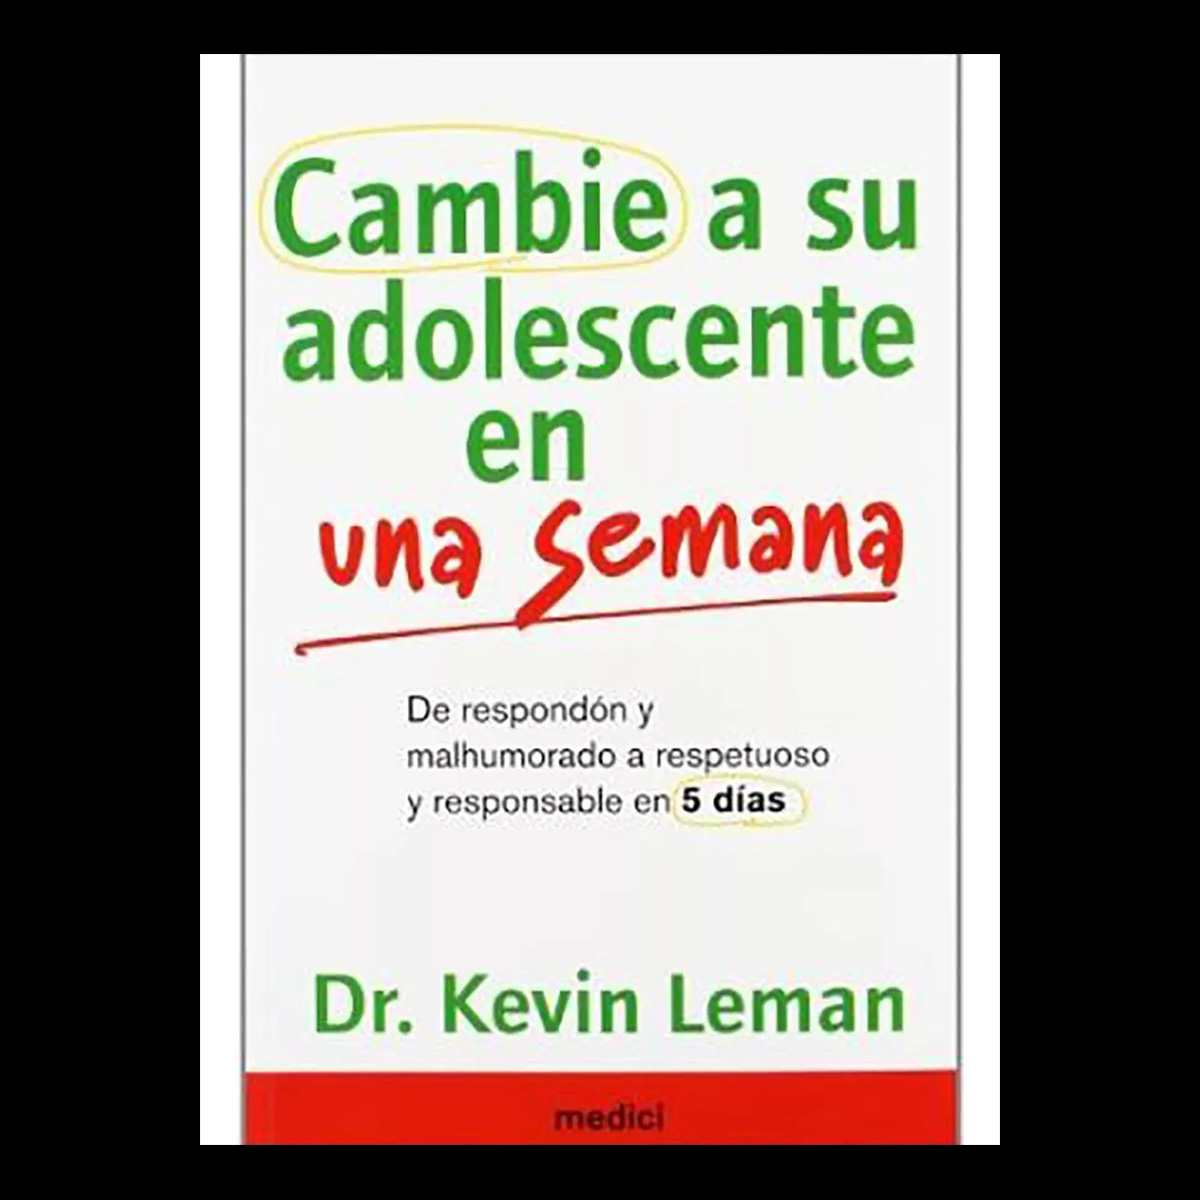 Cambie a su
adolescente
en
una semana
De respondón y
malhumorado a respetuoso
y responsable en 5 días
Dr. Kevin Leman
medici